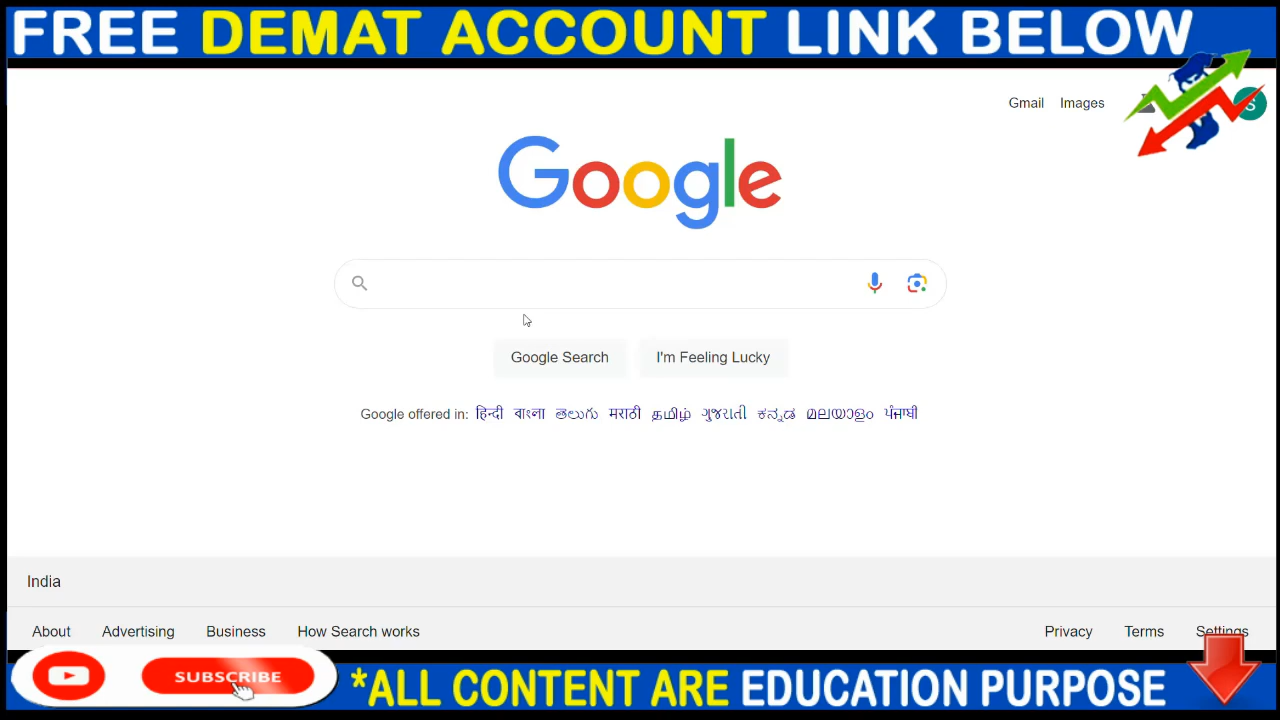 FREE DEMAT ACCOUNT LINK BELOW
Gmail Images
S
Google
Google Search I'm Feeling Lucky
Google offered in: हिन्दी বাংলা తెలుగు मराठी தமிழ் ગુજરાતી ಕನ್ನಡ മലയാളം ਪੰਜਾਬੀ
India
About Advertising Business How Search works Privacy Terms Settings
SUBSCRIBE
*ALL CONTENT ARE EDUCATION PURPOSE